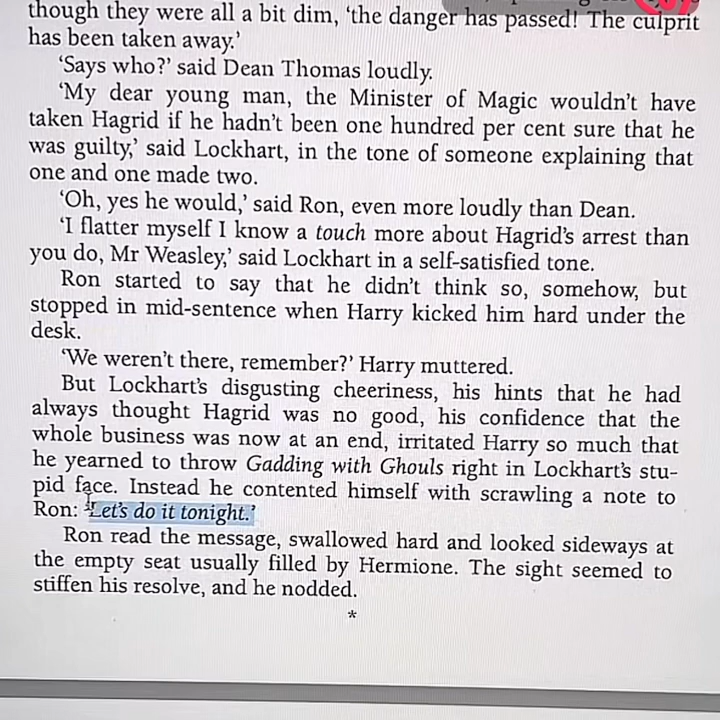 though they were all a bit dim, ‘the danger has passed! The culprit
has been taken away.’
‘Says who?’ said Dean Thomas loudly.
‘My dear young man, the Minister of Magic wouldn’t have
taken Hagrid if he hadn’t been one hundred per cent sure that he
was guilty,’ said Lockhart, in the tone of someone explaining that
one and one made two.
‘Oh, yes he would,’ said Ron, even more loudly than Dean.
‘I flatter myself I know a touch more about Hagrid’s arrest than
you do, Mr Weasley,’ said Lockhart in a self-satisfied tone.
Ron started to say that he didn’t think so, somehow, but
stopped in mid-sentence when Harry kicked him hard under the
desk.
‘We weren’t there, remember?’ Harry muttered.
But Lockhart’s disgusting cheeriness, his hints that he had
always thought Hagrid was no good, his confidence that the
whole business was now at an end, irritated Harry so much that
he yearned to throw Gadding with Ghouls right in Lockhart’s stu-
pid face. Instead he contented himself with scrawling a note to
Ron: ‘Let’s do it tonight.’
Ron read the message, swallowed hard and looked sideways at
the empty seat usually filled by Hermione. The sight seemed to
stiffen his resolve, and he nodded.
*